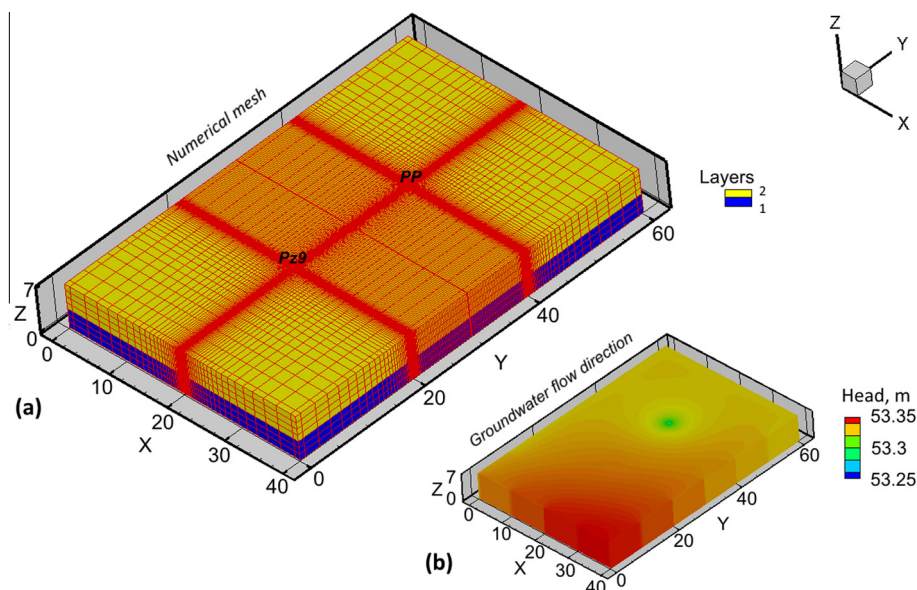 Numerical mesh
PP
Pz9
Z
Y
X
Layers
2
1
7
Z
0
0
10
20
30
40
X
0
20
40
60
Y
(a)
Groundwater flow direction
Head, m
53.35
53.3
53.25
7
Z
0
0
10
20
30
40
X
0
20
40
60
Y
(b)